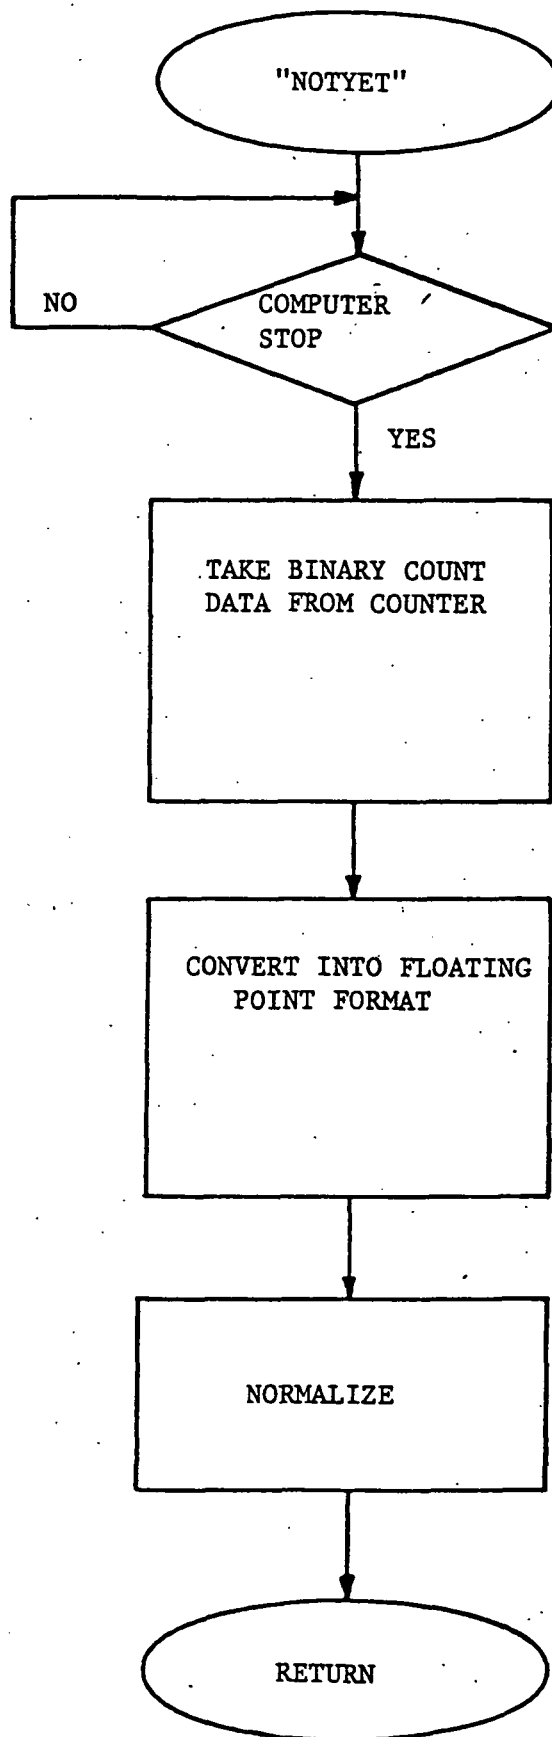 "NOTYET"
COMPUTER
STOP
NO
YES
TAKE BINARY COUNT
DATA FROM COUNTER
CONVERT INTO FLOATING
POINT FORMAT
NORMALIZE
RETURN